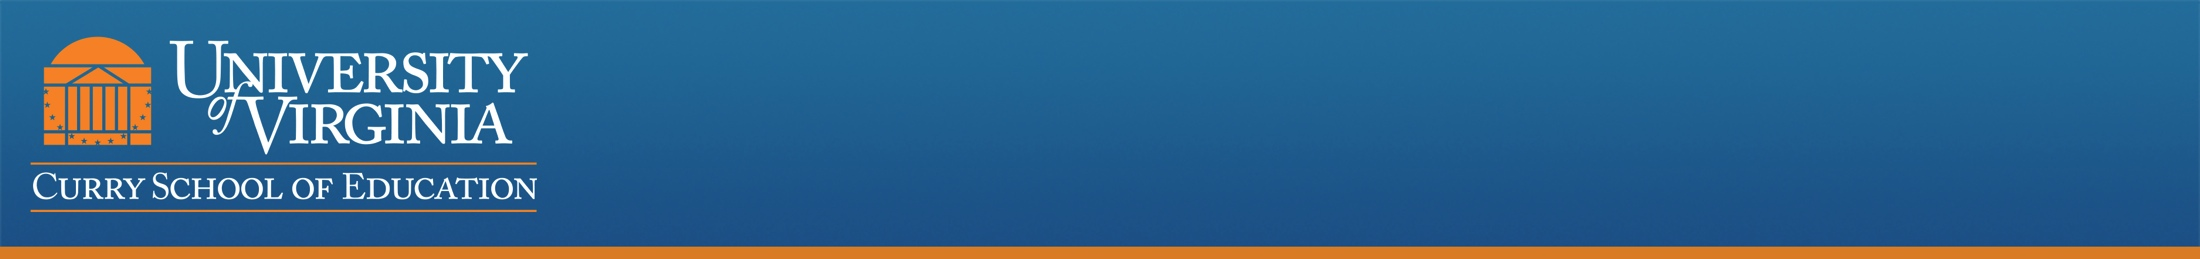 UNIVERSITY
of VIRGINIA
CURRY SCHOOL OF EDUCATION